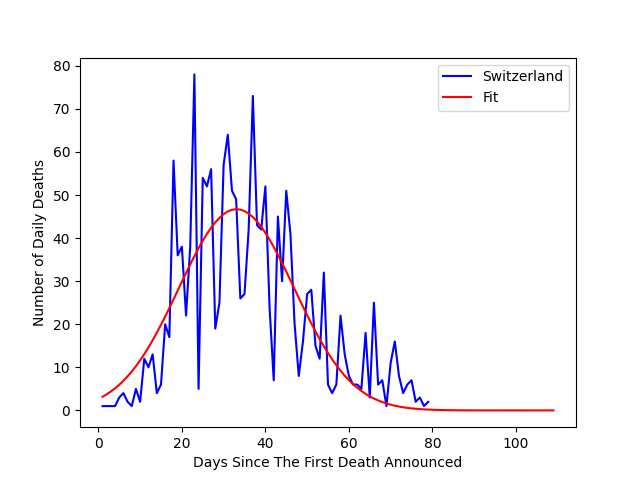 Switzerland
Fit
80
70
60
50
40
30
20
10
0
Number of Daily Deaths
0 20 40 60 80 100
Days Since The First Death Announced